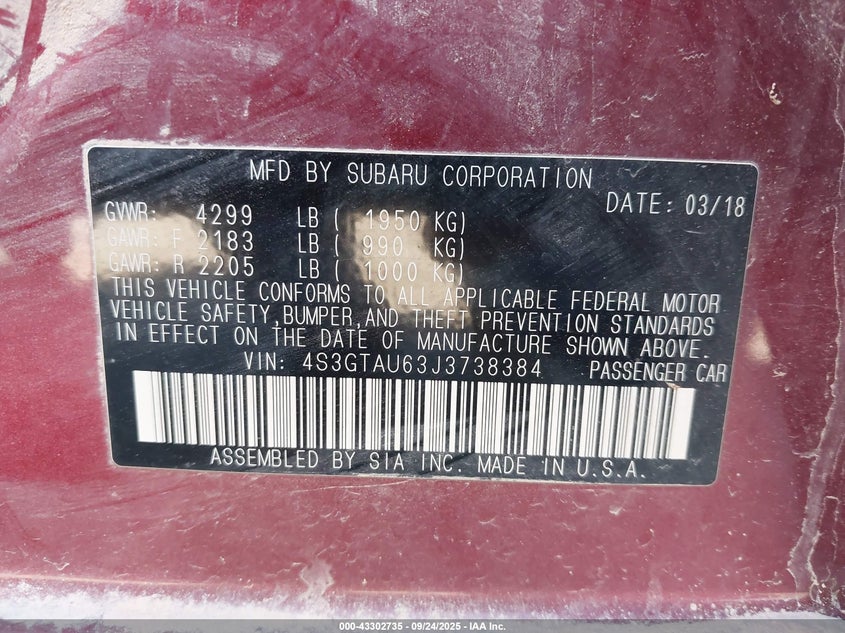 MFD BY SUBARU CORPORATION
DATE: 03/18
GVWR: 4299 LB ( 1950 KG)
GAWR: F 2183 LB ( 990 KG)
GAWR: R 2205 LB ( 1000 KG)
THIS VEHICLE CONFORMS TO ALL APPLICABLE FEDERAL MOTOR
VEHICLE SAFETY,BUMPER,AND THEFT PREVENTION STANDARDS
IN EFFECT ON THE DATE OF MANUFACTURE SHOWN ABOVE.
VIN: 4S3GTAU63J3738384 PASSENGER CAR
ASSEMBLED BY SIA INC. MADE IN U.S.A.
000-43302735 - 09/24/2025 - IAA Inc.